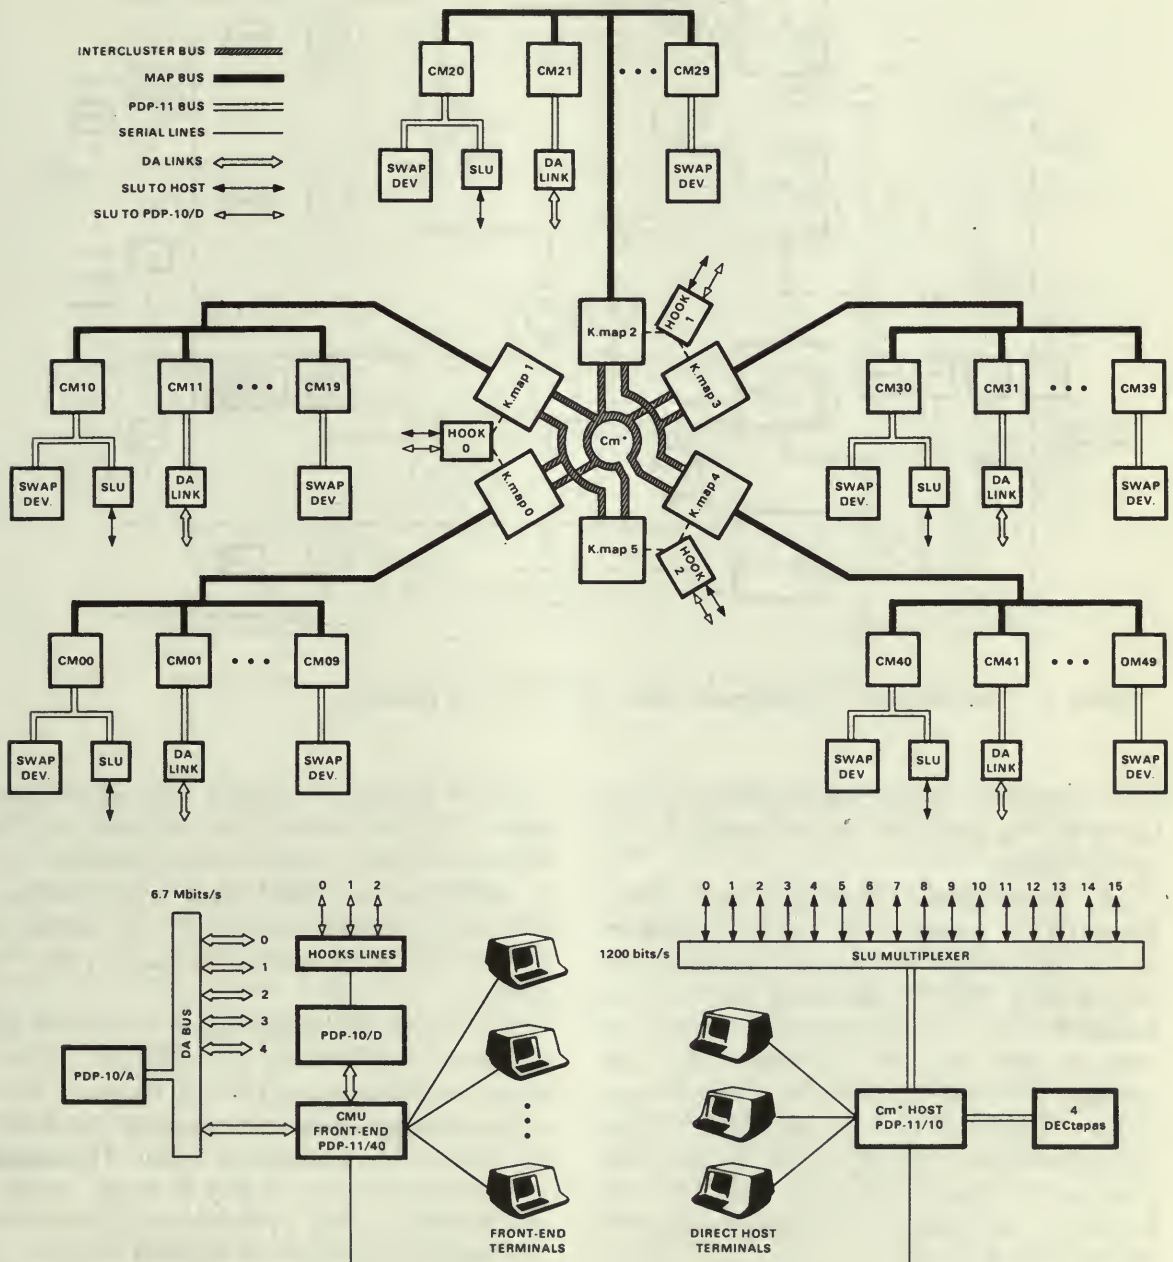 INTERCLUSTER BUS
MAP BUS
PDP-11 BUS
SERIAL LINES
DA LINKS
SLU TO HOST
SLU TO PDP-10/D
CM20
CM21
• • •
CM29
SWAP
DEV
SLU
DA
LINK
SWAP
DEV.
K.map 2
HOOK
1
K.map 1
K.map 3
HOOK
0
Cm*
K.map 0
K.map 4
K.map 5
HOOK
2
CM10
CM11
• • •
CM19
SWAP
DEV.
SLU
DA
LINK
SWAP
DEV.
CM30
CM31
• • •
CM39
SWAP
DEV.
SLU
DA
LINK
SWAP
DEV.
CM00
CM01
• • •
CM09
SWAP
DEV.
SLU
DA
LINK
SWAP
DEV.
CM40
CM41
• • •
OM49
SWAP
DEV
SLU
DA
LINK
SWAP
DEV.
6.7 Mbits/s
DA BUS
0
1
2
3
4
PDP-10/A
0 1 2
HOOKS LINES
PDP-10/D
CMU
FRONT-END
PDP-11/40
FRONT-END
TERMINALS
0 1 2 3 4 5 6 7 8 9 10 11 12 13 14 15
1200 bits/s
SLU MULTIPLEXER
Cm* HOST
PDP-11/10
4
DECtapas
DIRECT HOST
TERMINALS